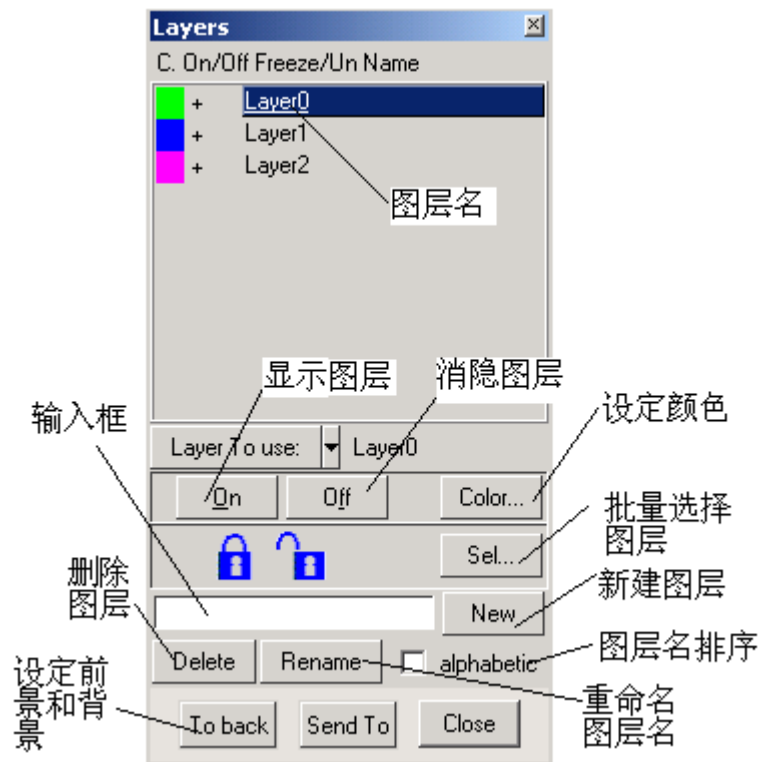 Layers
C. On/Off Freeze/Un Name
+ Layer0
+ Layer1
+ Layer2
图层名
显示图层
消隐图层
输入框
设定颜色
Layer To use: Layer0
On Off Color...
批量选择
图层
Sel...
删除
图层
新建图层
New
Delete Rename alphabetic
图层名排序
设定前
景和背
景
重命名
图层名
To back Send To Close